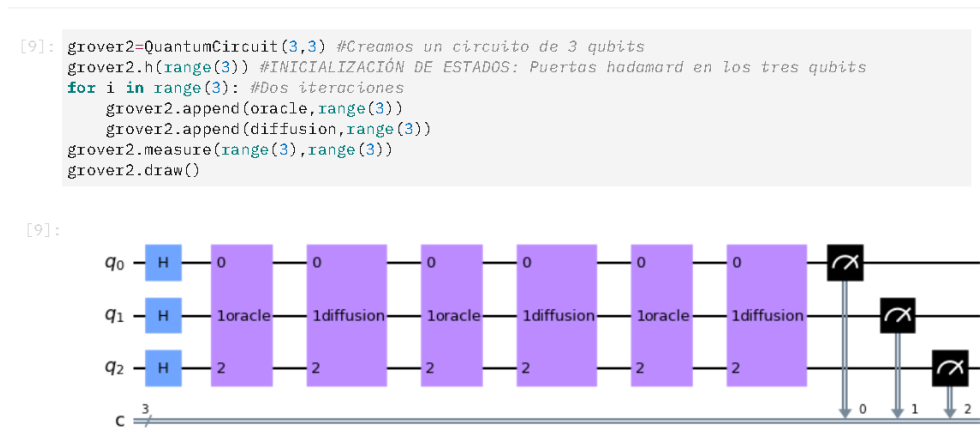 [9]: grover2=QuantumCircuit(3,3) #Creamos un circuito de 3 qubits
grover2.h(range(3)) #INICIALIZACIÓN DE ESTADOS: Puertas hadamard en los tres qubits
for i in range(3): #Dos iteraciones
    grover2.append(oracle,range(3))
    grover2.append(diffusion,range(3))
grover2.measure(range(3),range(3))
grover2.draw()
[9]:
q0 H 0 0 0 0 0 0
q1 H 1oracle 1diffusion 1oracle 1diffusion 1oracle 1diffusion
q2 H 2 2 2 2 2 2
c 3 0 1 2